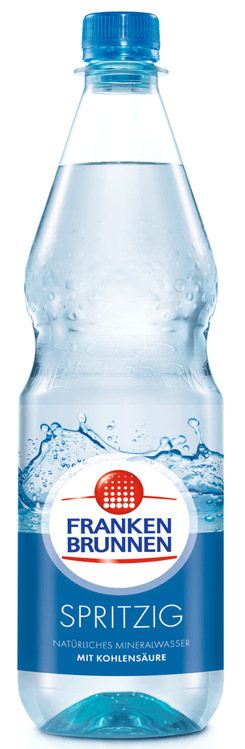 FRANKEN
BRUNNEN
SPRITZIG
NATÜRLICHES MINERALWASSER
MIT KOHLENSÄURE